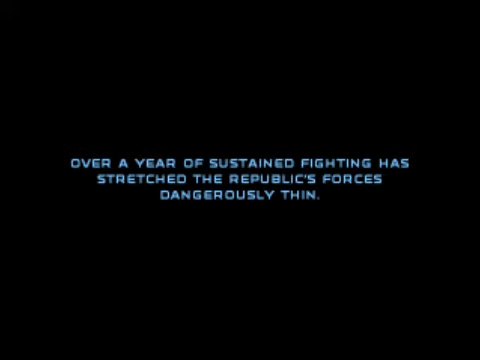 OVER A YEAR OF SUSTAINED FIGHTING HAS
STRETCHED THE REPUBLIC'S FORCES
DANGEROUSLY THIN.